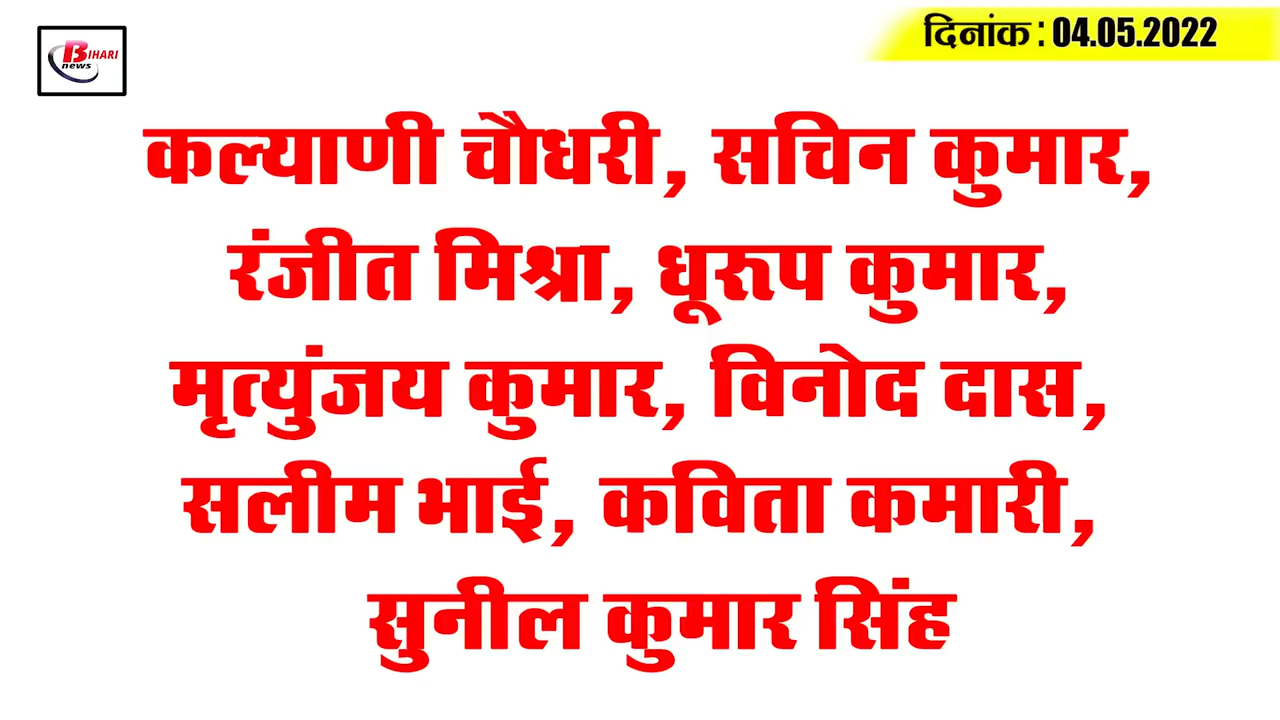 BIHARI
news
दिनांक : 04.05.2022
कल्याणी चौधरी, सचिन कुमार,
रंजीत मिश्रा, धूरूप कुमार,
मृत्युंजय कुमार, विनोद दास,
सलीम भाई, कविता कमारी,
सुनील कुमार सिंह